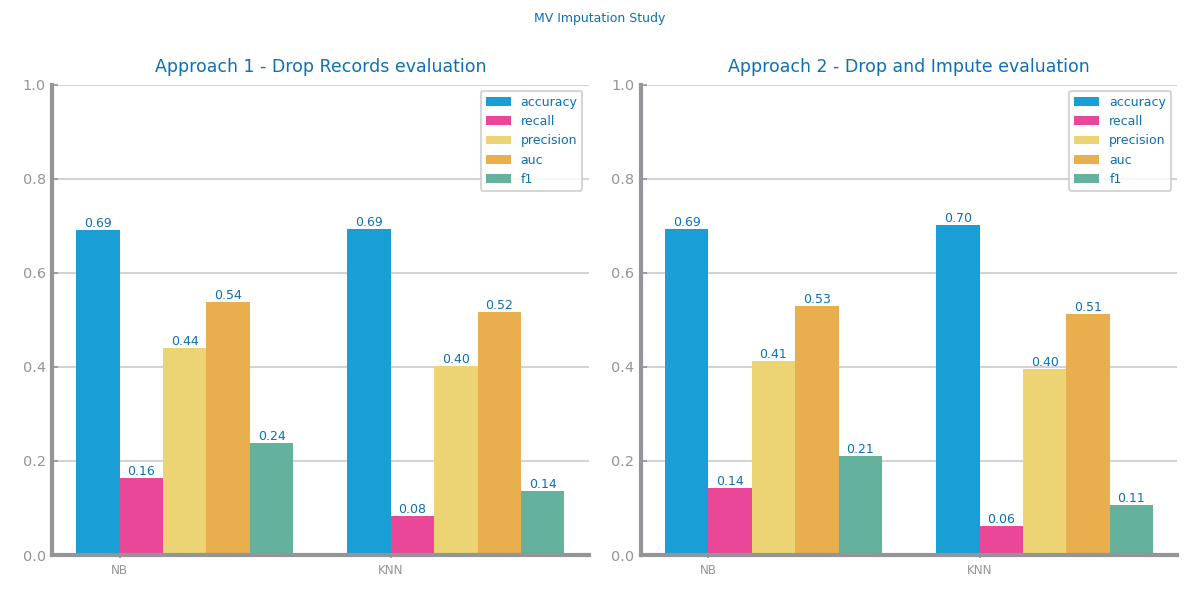 MV Imputation Study
Approach 1 - Drop Records evaluation
1.0
0.8
0.6
0.4
0.2
0.0
accuracy
recall
precision
auc
f1
0.69
0.16
0.44
0.54
0.24
0.69
0.08
0.40
0.52
0.14
NB
KNN
Approach 2 - Drop and Impute evaluation
1.0
0.8
0.6
0.4
0.2
0.0
accuracy
recall
precision
auc
f1
0.69
0.14
0.41
0.53
0.21
0.70
0.06
0.40
0.51
0.11
NB
KNN